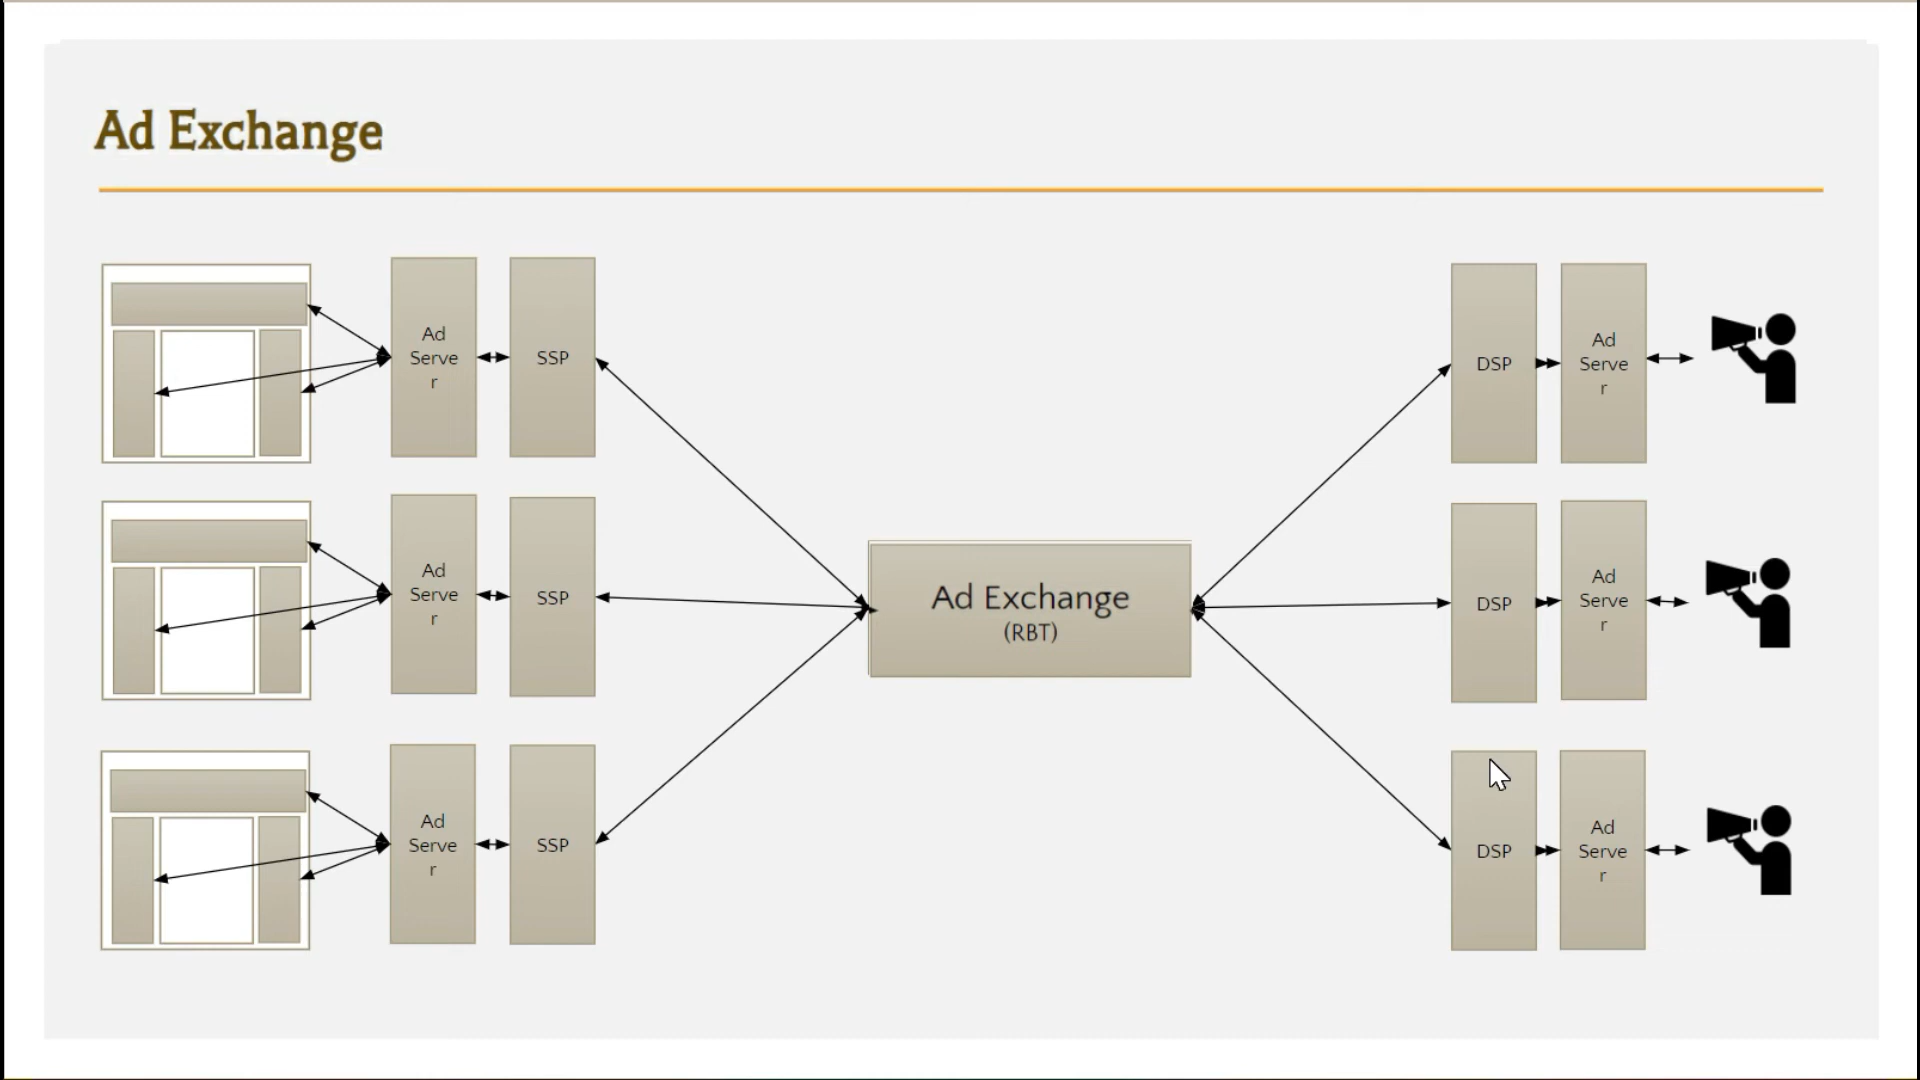 Ad Exchange
Ad
Serve
r
SSP
DSP
Ad
Serve
r
Ad
Serve
r
SSP
Ad Exchange
(RBT)
DSP
Ad
Serve
r
Ad
Serve
r
SSP
DSP
Ad
Serve
r